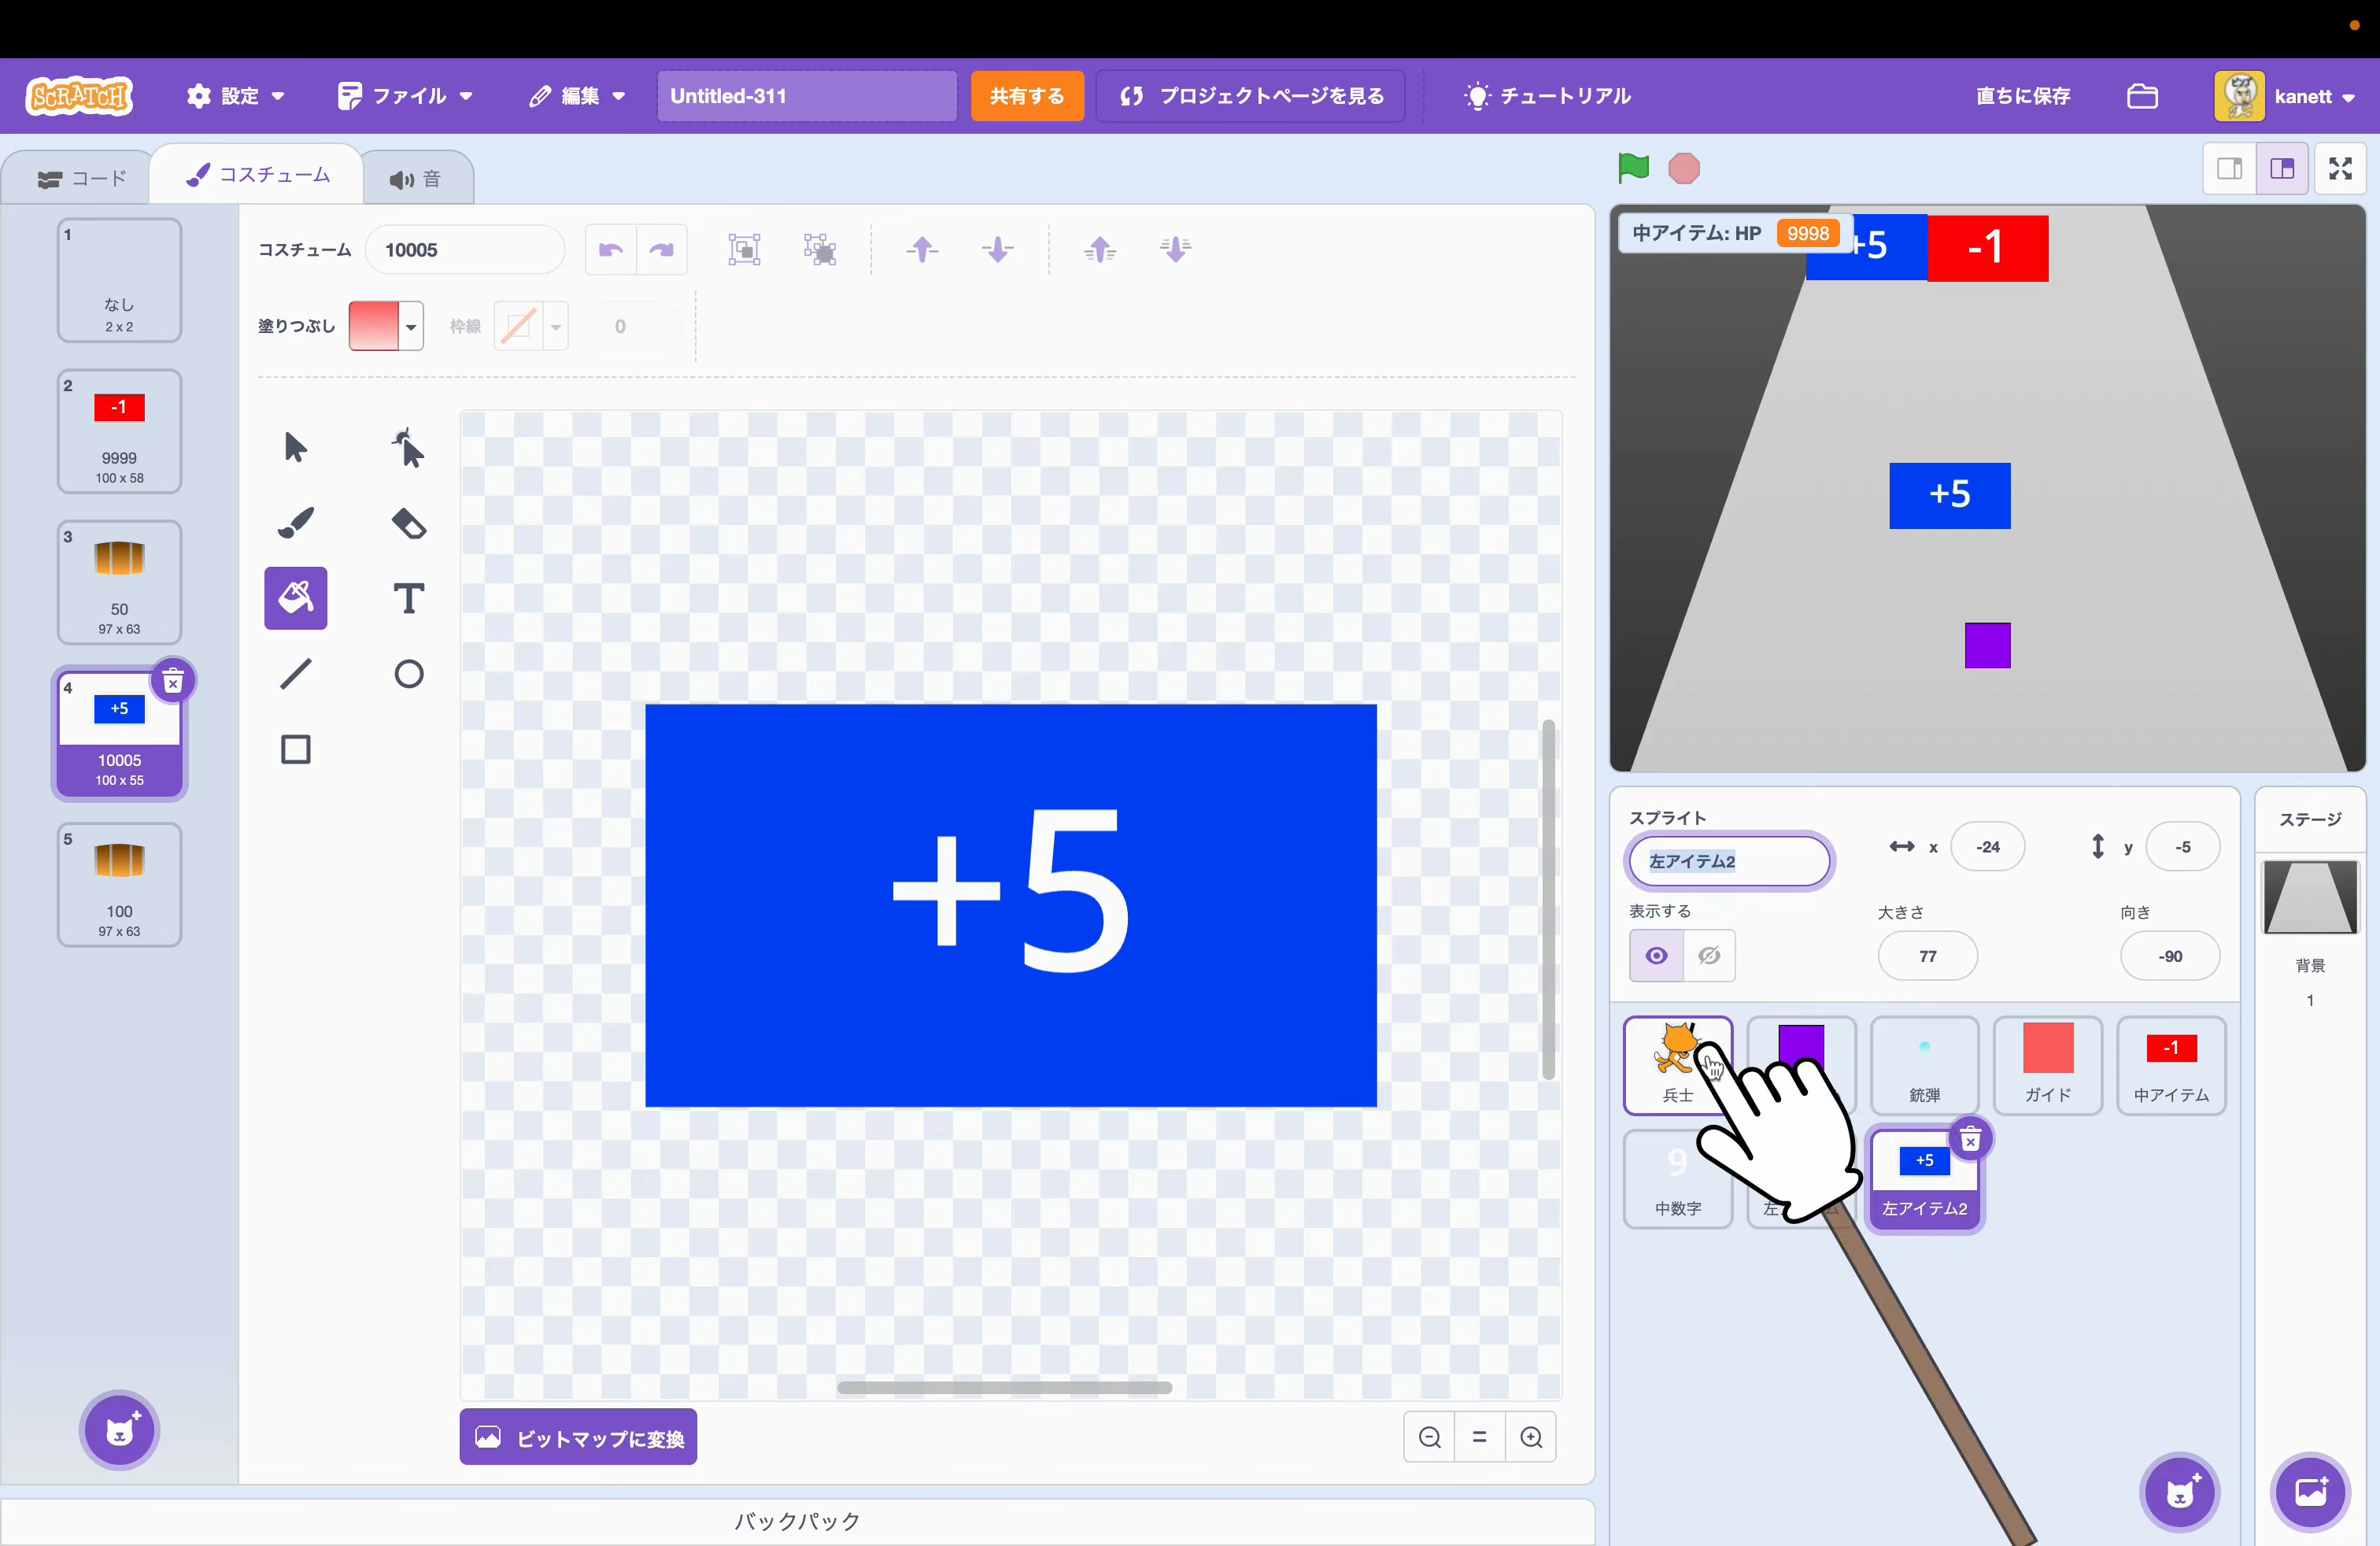 SCRATCH 設定 ファイル 編集 Untitled-311 共有する プロジェクトページを見る チュートリアル 直ちに保存 kanett
コード コスチューム 音
1
なし
2 x 2
2
-1
9999
100 x 58
3
50
97 x 63
4
+5
10005
100 x 55
5
100
97 x 63
コスチューム 10005
塗りつぶし 枠線 0
+5
ビットマップに変換
バックパック
中アイテム: HP 9998
+5
-1
+5
スプライト
左アイテム2
x -24
y -5
表示する
大きさ
77
向き
-90
兵士
銃弾
ガイド
-1
中アイテム
9
中数字
+5
左アイテム2
ステージ
背景
1